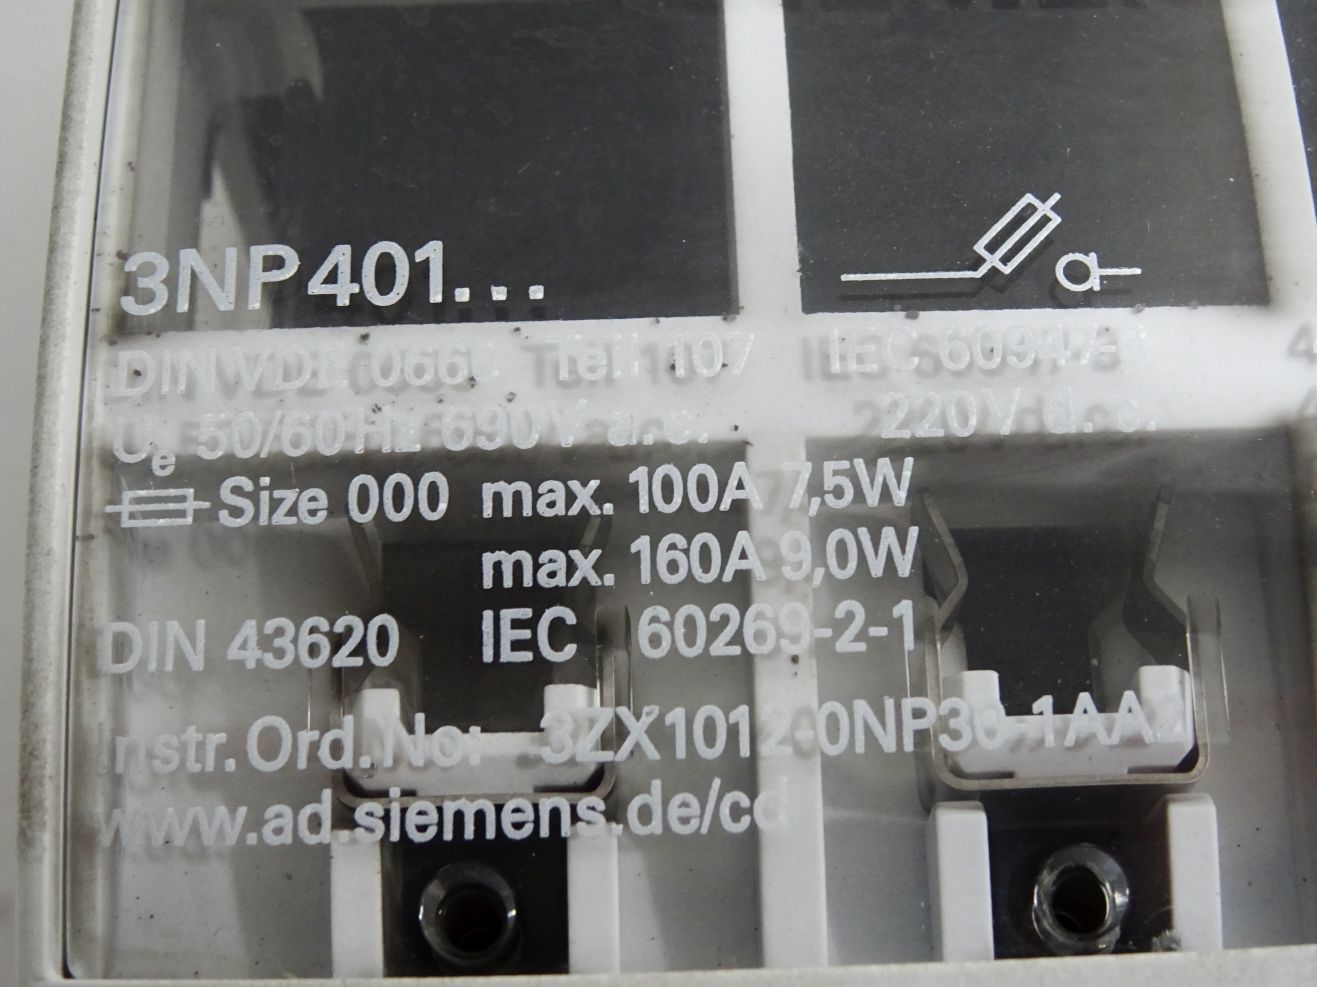 3NP401...
DIN VDE 0660 Teil 107 IEC 60947-3
Ue 50/60Hz 690V a.c. 220V d.c.
Size 000 max. 100A 7,5W
max. 160A 9,0W
DIN 43620 IEC 60269-2-1
Instr.Ord.No: 3ZX1012-0NP30-1AA2
www.ad.siemens.de/cd